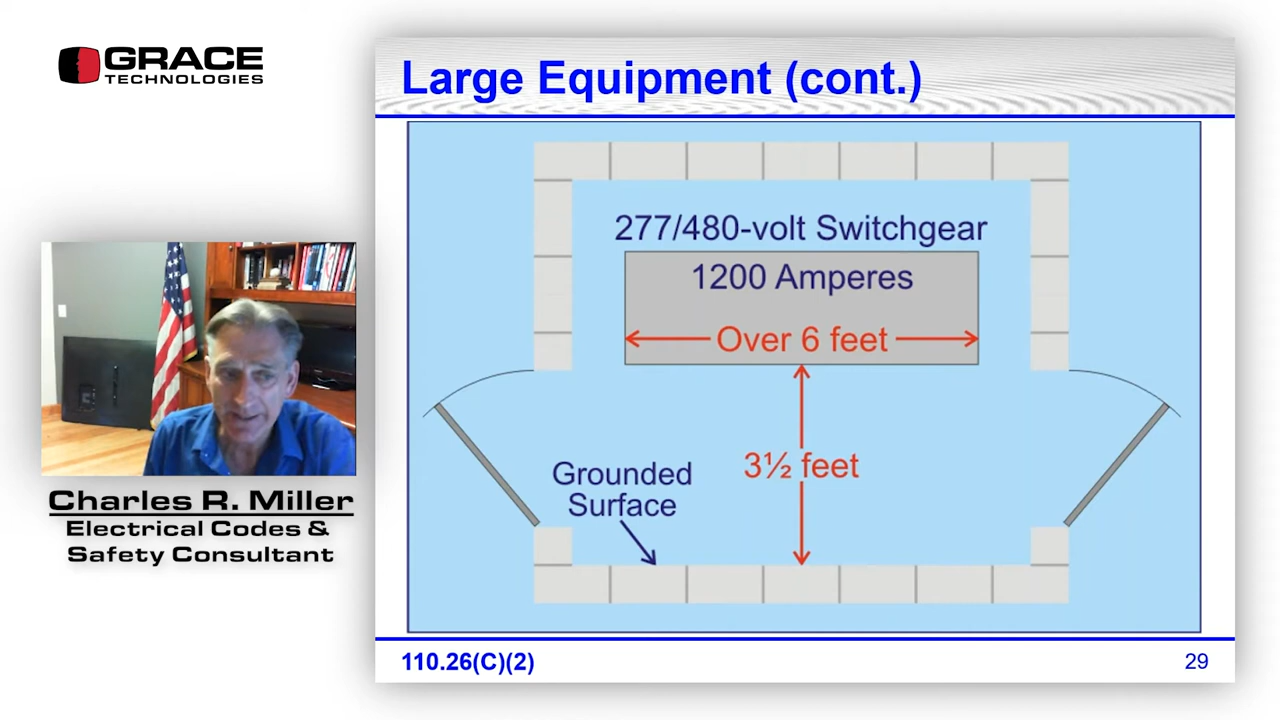 GRACE
TECHNOLOGIES
Large Equipment (cont.)
277/480-volt Switchgear
1200 Amperes
Over 6 feet
3½ feet
Grounded
Surface
Charles R. Miller
Electrical Codes &
Safety Consultant
110.26(C)(2)
29